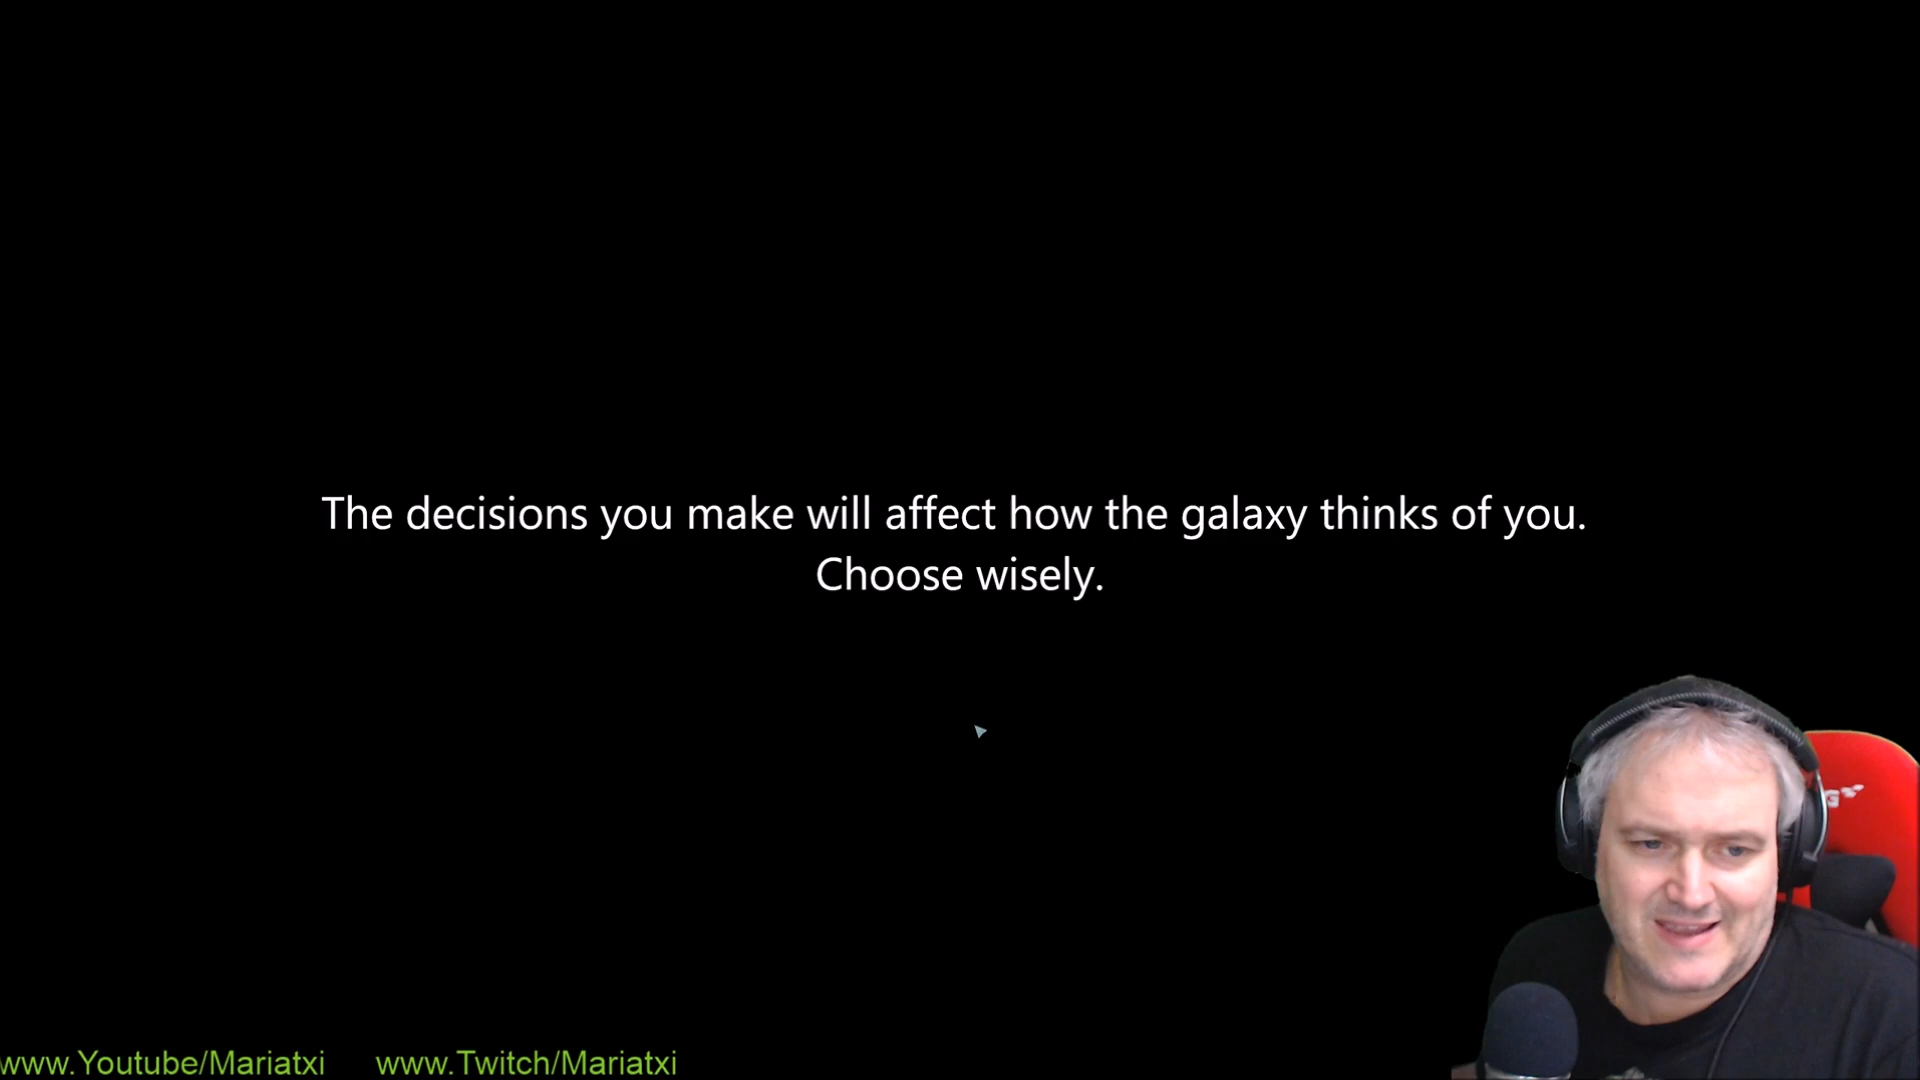 The decisions you make will affect how the galaxy thinks of you.
Choose wisely.
www.Youtube/Mariatxi www.Twitch/Mariatxi